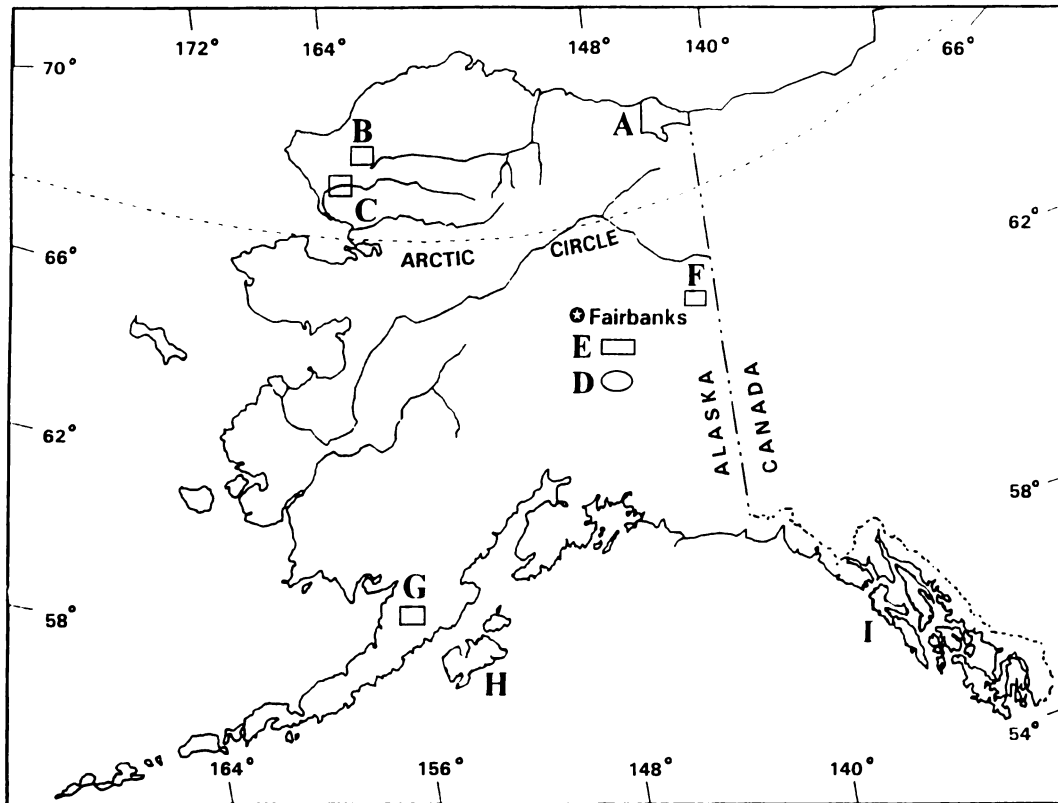 172° 164° 148° 140° 66°
70°
A
B
C
62°
66°
ARCTIC CIRCLE
F
Fairbanks
E
D
ALASKA
CANADA
62°
58°
G
58°
I
H
54°
164° 156° 148° 140°